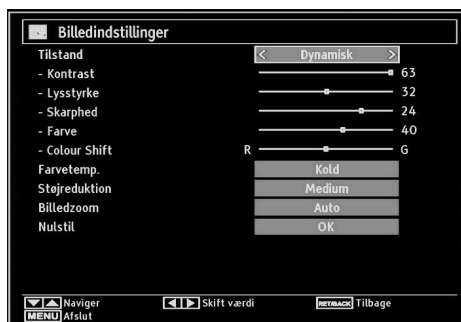 Billedindstillinger
Tilstand < Dynamisk >
- Kontrast 63
- Lysstyrke 32
- Skarphed 24
- Farve 40
- Colour Shift R G
Farvetemp. Kold
Støjreduktion Medium
Billedzoom Auto
Nulstil OK
Naviger Skift værdi RET/BACK Tilbage
MENU Afslut